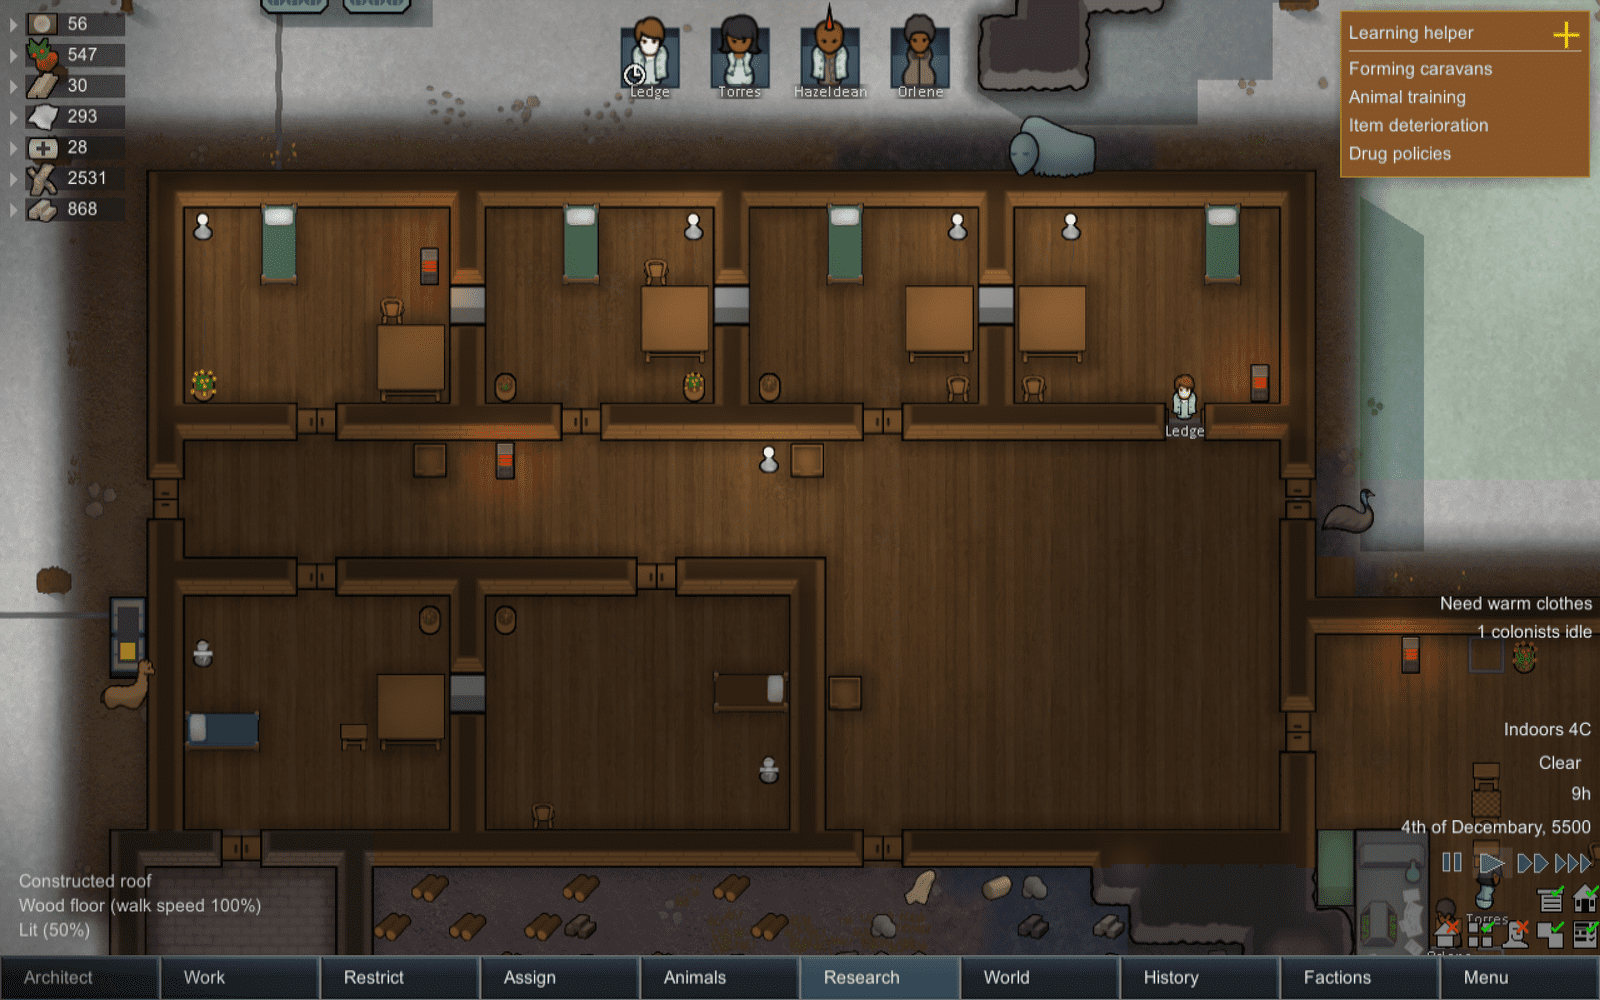 56
547
30
293
28
2531
868
Ledge
Torres
Hazeldean
Orlene
Learning helper
Forming caravans
Animal training
Item deterioration
Drug policies
Ledge
Need warm clothes
1 colonists idle
Indoors 4C
Clear
9h
4th of Decembary, 5500
Torres
Constructed roof
Wood floor (walk speed 100%)
Lit (50%)
Architect
Work
Restrict
Assign
Animals
Research
World
History
Factions
Menu